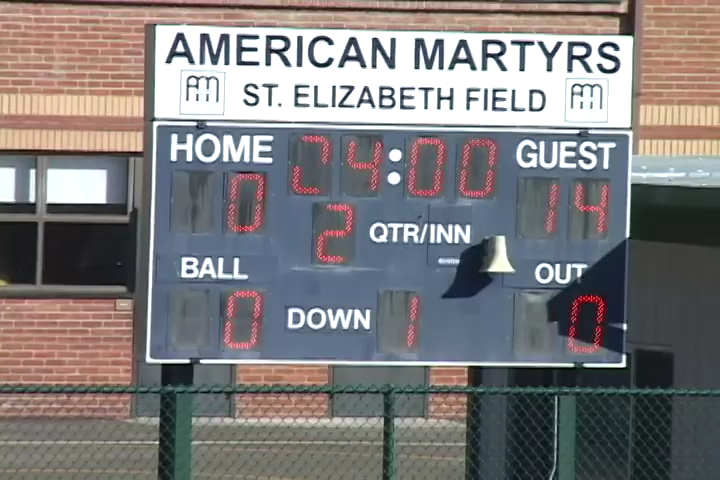 AMERICAN MARTYRS
AM ST. ELIZABETH FIELD AM
HOME 24:00 GUEST
0 2 QTR/INN 14
BALL OUT
0 DOWN 1 0